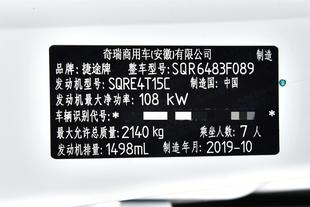 奇瑞商用车(安徽)有限公司 制造
品牌:捷途牌 整车型号:SQR6483F089
发动机型号:SQRE4T15C 制造国:中国
发动机最大净功率:108 kW
车辆识别代号:*
最大允许总质量:2140kg 乘坐人数:7人
发动机排量:1498mL 制造年月:2019-10